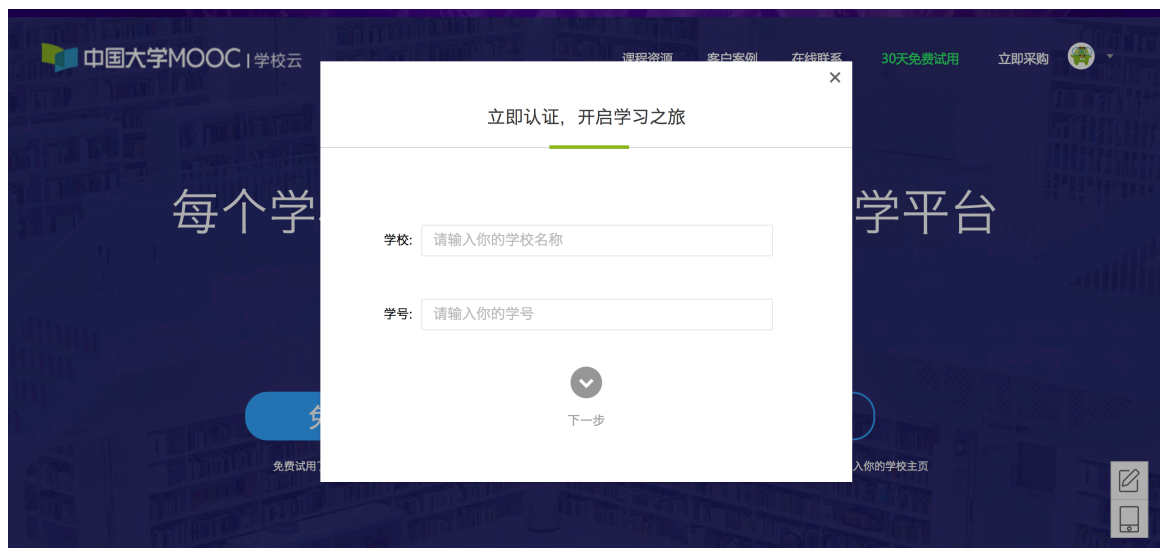 中国大学MOOC | 学校云
课程资源 客户案例 在线联系 30天免费试用 立即采购
立即认证，开启学习之旅
每个学
学平台
学校: 请输入你的学校名称
学号: 请输入你的学号
下一步
免费试用
入你的学校主页